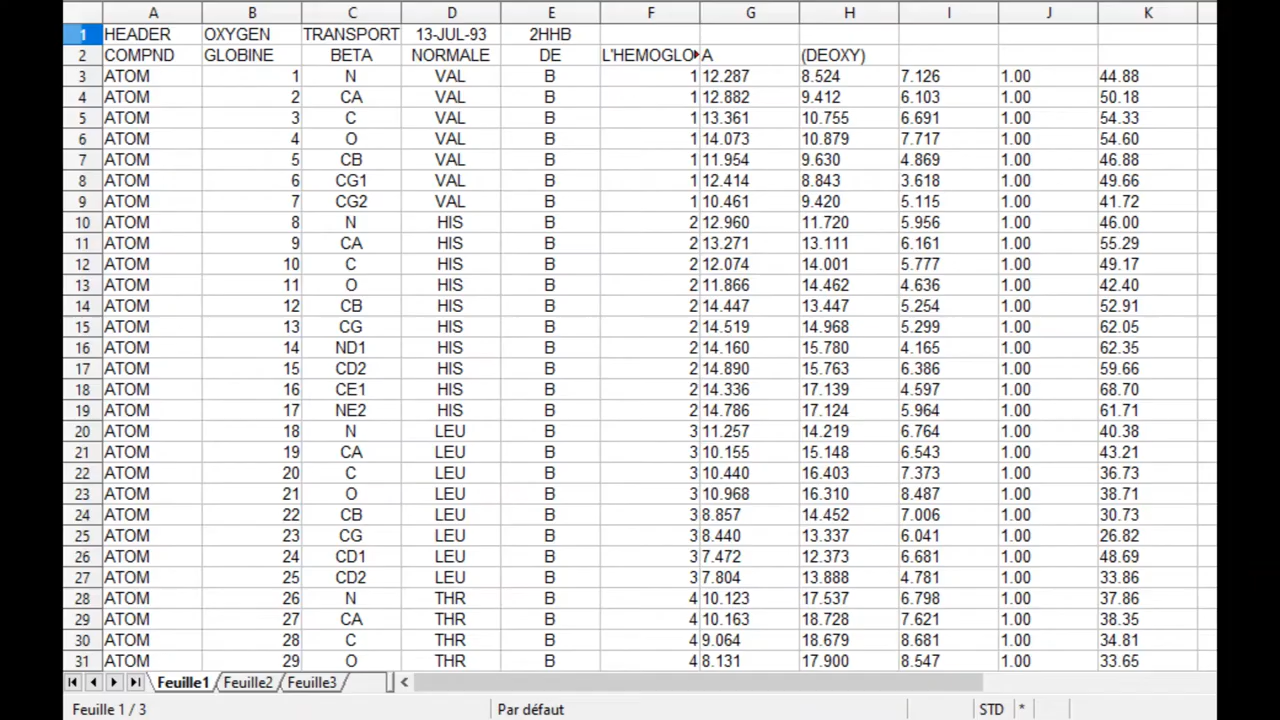 A B C D E F G H I J K
1 HEADER OXYGEN TRANSPORT 13-JUL-93 2HHB
2 COMPND GLOBINE BETA NORMALE DE L'HEMOGLO A (DEOXY)
3 ATOM 1 N VAL B 1 12.287 8.524 7.126 1.00 44.88
4 ATOM 2 CA VAL B 1 12.882 9.412 6.103 1.00 50.18
5 ATOM 3 C VAL B 1 13.361 10.755 6.691 1.00 54.33
6 ATOM 4 O VAL B 1 14.073 10.879 7.717 1.00 54.60
7 ATOM 5 CB VAL B 1 11.954 9.630 4.869 1.00 46.88
8 ATOM 6 CG1 VAL B 1 12.414 8.843 3.618 1.00 49.66
9 ATOM 7 CG2 VAL B 1 10.461 9.420 5.115 1.00 41.72
10 ATOM 8 N HIS B 2 12.960 11.720 5.956 1.00 46.00
11 ATOM 9 CA HIS B 2 13.271 13.111 6.161 1.00 55.29
12 ATOM 10 C HIS B 2 12.074 14.001 5.777 1.00 49.17
13 ATOM 11 O HIS B 2 11.866 14.462 4.636 1.00 42.40
14 ATOM 12 CB HIS B 2 14.447 13.447 5.254 1.00 52.91
15 ATOM 13 CG HIS B 2 14.519 14.968 5.299 1.00 62.05
16 ATOM 14 ND1 HIS B 2 14.160 15.780 4.165 1.00 62.35
17 ATOM 15 CD2 HIS B 2 14.890 15.763 6.386 1.00 59.66
18 ATOM 16 CE1 HIS B 2 14.336 17.139 4.597 1.00 68.70
19 ATOM 17 NE2 HIS B 2 14.786 17.124 5.964 1.00 61.71
20 ATOM 18 N LEU B 3 11.257 14.219 6.764 1.00 40.38
21 ATOM 19 CA LEU B 3 10.155 15.148 6.543 1.00 43.21
22 ATOM 20 C LEU B 3 10.440 16.403 7.373 1.00 36.73
23 ATOM 21 O LEU B 3 10.968 16.310 8.487 1.00 38.71
24 ATOM 22 CB LEU B 3 8.857 14.452 7.006 1.00 30.73
25 ATOM 23 CG LEU B 3 8.440 13.337 6.041 1.00 26.82
26 ATOM 24 CD1 LEU B 3 7.472 12.373 6.681 1.00 48.69
27 ATOM 25 CD2 LEU B 3 7.804 13.888 4.781 1.00 33.86
28 ATOM 26 N THR B 4 10.123 17.537 6.798 1.00 37.86
29 ATOM 27 CA THR B 4 10.163 18.728 7.621 1.00 38.35
30 ATOM 28 C THR B 4 9.064 18.679 8.681 1.00 34.81
31 ATOM 29 O THR B 4 8.131 17.900 8.547 1.00 33.65
Feuille1 Feuille2 Feuille3
Feuille 1 / 3 Par défaut STD *